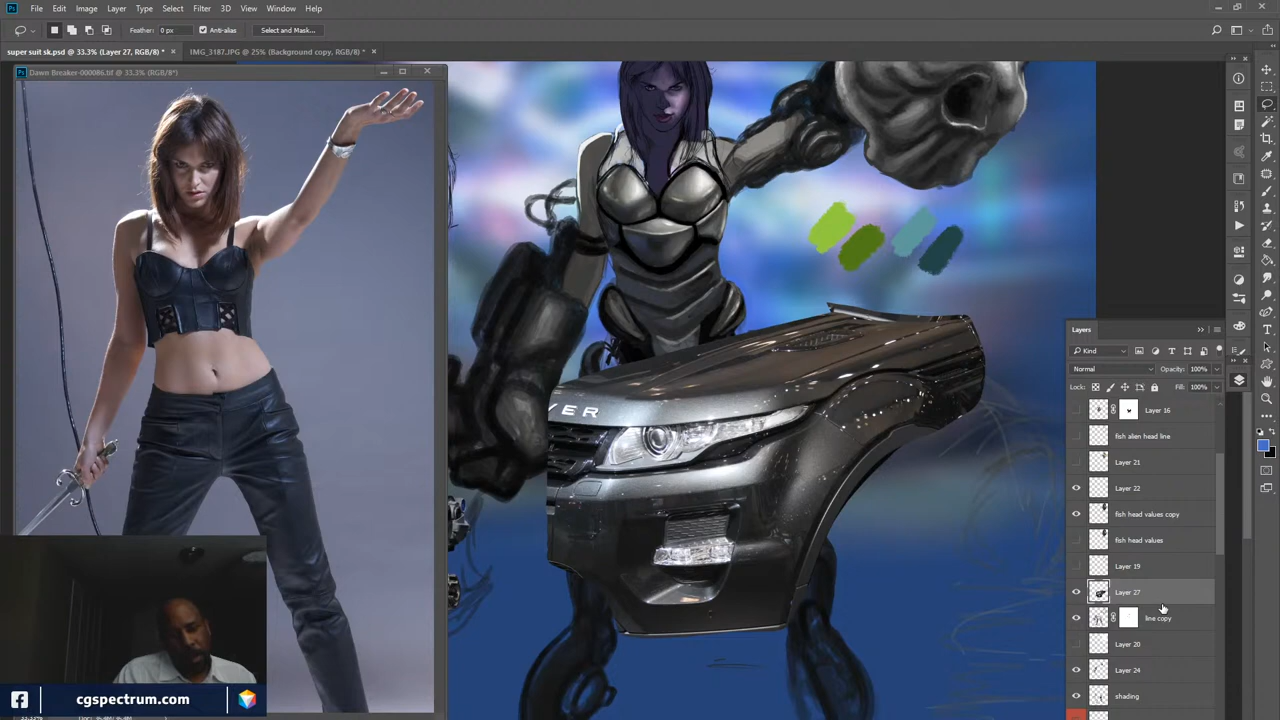 Ps File Edit Image Layer Type Select Filter 3D View Window Help
Feather: 0 px Anti-alias Select and Mask...
super suit sk.psd @ 33.3% (Layer 27, RGB/8) * × IMG_3187.JPG @ 25% (Background copy, RGB/8) * ×
Ps Dawn Breaker-000086.tif @ 33.3% (RGB/8*)
VER
Layers
Kind
Normal Opacity: 100%
Lock: Fill: 100%
Layer 16
fish alen head line
Layer 21
Layer 22
fish head values copy
fish head values
Layer 19
Layer 27
line copy
Layer 20
Layer 24
shading
cgspectrum.com